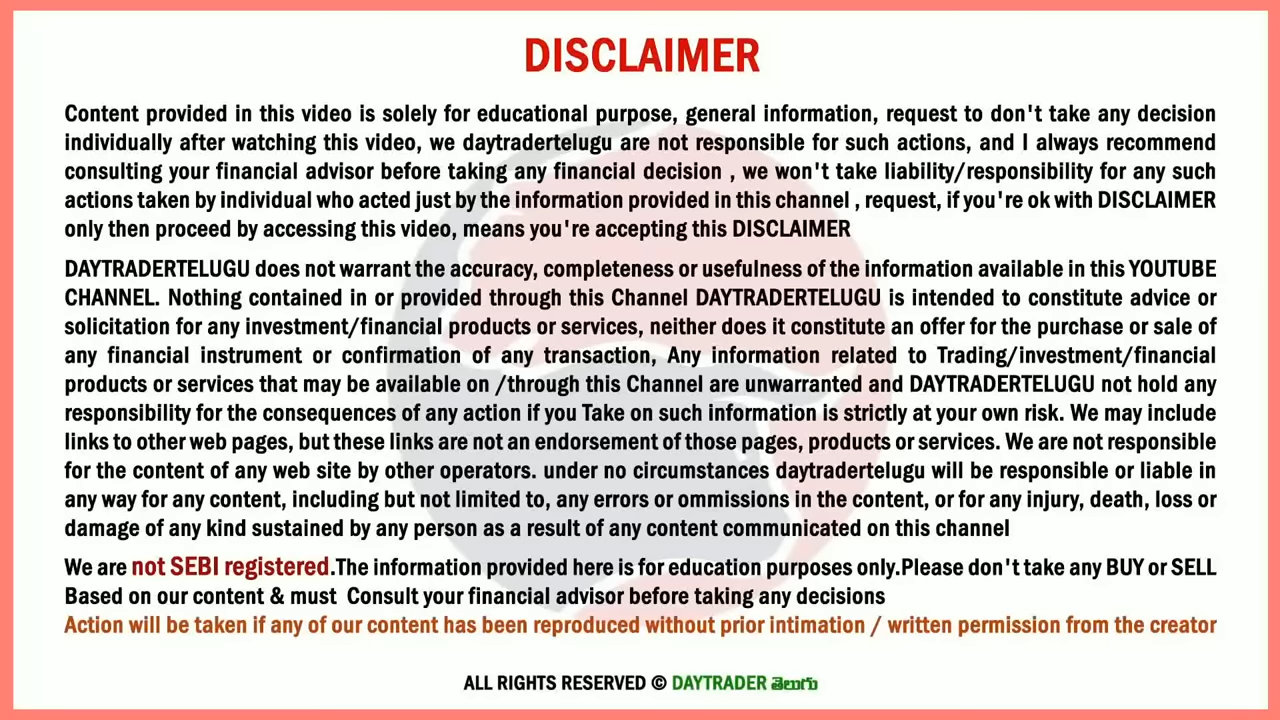 DISCLAIMER
Content provided in this video is solely for educational purpose, general information, request to don't take any decision
individually after watching this video, we daytradertelugu are not responsible for such actions, and I always recommend
consulting your financial advisor before taking any financial decision , we won't take liability/responsibility for any such
actions taken by individual who acted just by the information provided in this channel , request, if you're ok with DISCLAIMER
only then proceed by accessing this video, means you're accepting this DISCLAIMER
DAYTRADERTELUGU does not warrant the accuracy, completeness or usefulness of the information available in this YOUTUBE
CHANNEL. Nothing contained in or provided through this Channel DAYTRADERTELUGU is intended to constitute advice or
solicitation for any investment/financial products or services, neither does it constitute an offer for the purchase or sale of
any financial instrument or confirmation of any transaction, Any information related to Trading/investment/financial
products or services that may be available on /through this Channel are unwarranted and DAYTRADERTELUGU not hold any
responsibility for the consequences of any action if you Take on such information is strictly at your own risk. We may include
links to other web pages, but these links are not an endorsement of those pages, products or services. We are not responsible
for the content of any web site by other operators. under no circumstances daytradertelugu will be responsible or liable in
any way for any content, including but not limited to, any errors or ommissions in the content, or for any injury, death, loss or
damage of any kind sustained by any person as a result of any content communicated on this channel
We are not SEBI registered.The information provided here is for education purposes only.Please don't take any BUY or SELL
Based on our content & must Consult your financial advisor before taking any decisions
Action will be taken if any of our content has been reproduced without prior intimation / written permission from the creator
ALL RIGHTS RESERVED © DAYTRADER తెలుగు